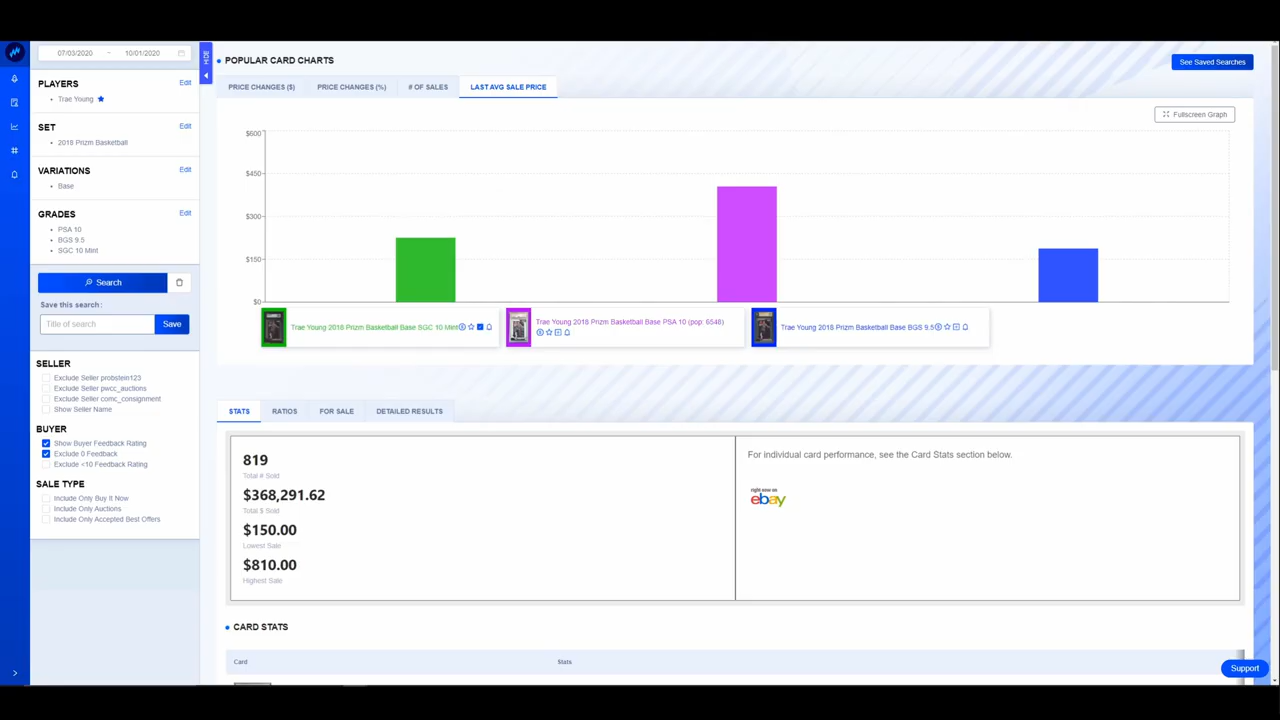 07/03/2020 ~ 10/01/2020
PLAYERS Edit
Trae Young
SET Edit
2018 Prizm Basketball
VARIATIONS Edit
Base
GRADES Edit
PSA 10
BGS 9.5
SGC 10 Mint
Search
Save this search:
Title of search Save
SELLER
Exclude Seller probstein123
Exclude Seller pwcc_auctions
Exclude Seller comc_consignment
Show Seller Name
BUYER
Show Buyer Feedback Rating
Exclude 0 Feedback
Exclude <10 Feedback Rating
SALE TYPE
Include Only Buy It Now
Include Only Auctions
Include Only Accepted Best Offers
HIDE
POPULAR CARD CHARTS
See Saved Searches
PRICE CHANGES ($) PRICE CHANGES (%) # OF SALES LAST AVG SALE PRICE
Fullscreen Graph
$600
$450
$300
$150
$0
Trae Young 2018 Prizm Basketball Base SGC 10 Mint
Trae Young 2018 Prizm Basketball Base PSA 10 (pop: 6548)
Trae Young 2018 Prizm Basketball Base BGS 9.5
STATS RATIOS FOR SALE DETAILED RESULTS
819
Total # Sold
$368,291.62
Total $ Sold
$150.00
Lowest Sale
$810.00
Highest Sale
For individual card performance, see the Card Stats section below.
right now on
ebay
CARD STATS
Card Stats
Support